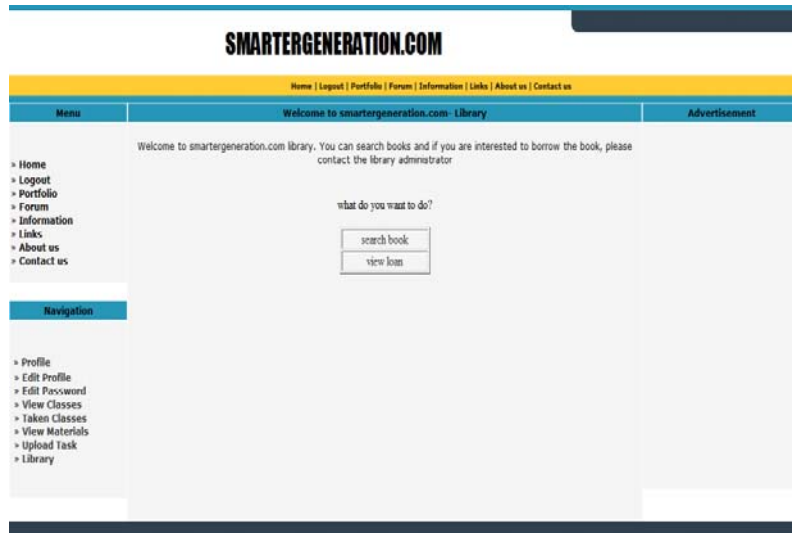 SMARTERGENERATION.COM
Home | Logout | Portfolio | Forum | Information | Links | About us | Contact us
Menu
» Home
» Logout
» Portfolio
» Forum
» Information
» Links
» About us
» Contact us
Navigation
» Profile
» Edit Profile
» Edit Password
» View Classes
» Taken Classes
» View Materials
» Upload Task
» Library
Welcome to smartergeneration.com- Library
Welcome to smartergeneration.com library. You can search books and if you are interested to borrow the book, please
contact the library administrator
what do you want to do?
search book
view loan
Advertisement